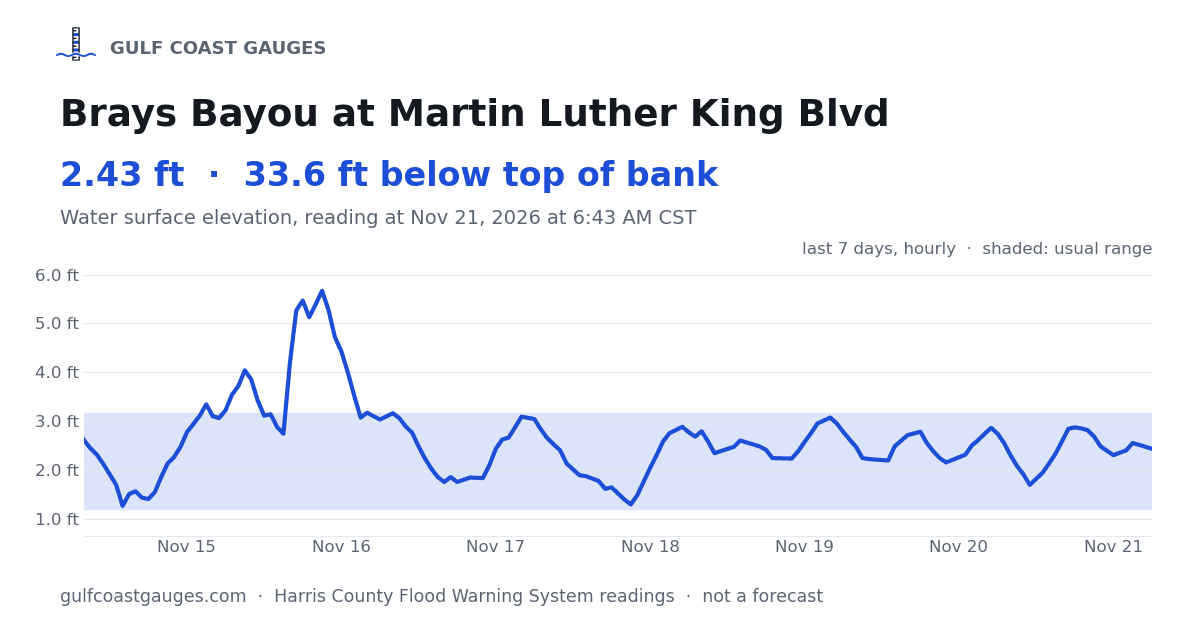 GULF COAST GAUGES
Brays Bayou at Martin Luther King Blvd
2.43 ft · 33.6 ft below top of bank
Water surface elevation, reading at Nov 21, 2026 at 6:43 AM CST
last 7 days, hourly · shaded: usual range
6.0 ft
5.0 ft
4.0 ft
3.0 ft
2.0 ft
1.0 ft
Nov 15 Nov 16 Nov 17 Nov 18 Nov 19 Nov 20 Nov 21
gulfcoastgauges.com · Harris County Flood Warning System readings · not a forecast